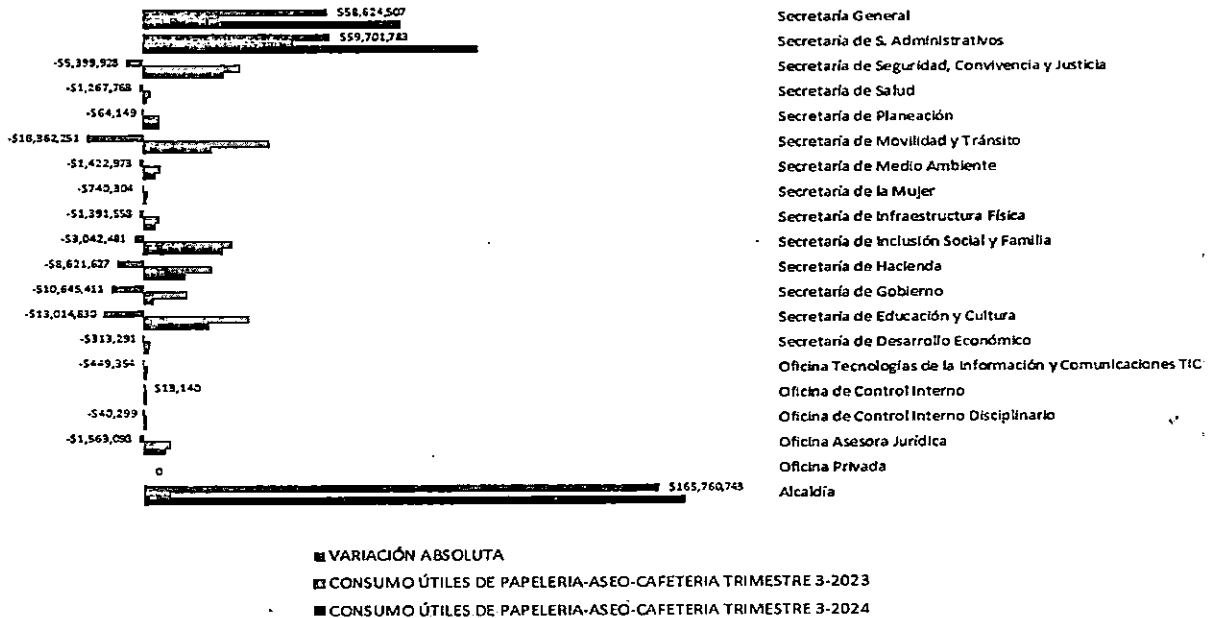 $58,624,507 Secretaría General
$59,701,783 Secretaría de S. Administrativos
-$5,399,928 Secretaría de Seguridad, Convivencia y Justicia
-$1,267,768 Secretaría de Salud
-$64,149 Secretaría de Planeación
-$18,362,251 Secretaría de Movilidad y Tránsito
-$1,422,973 Secretaría de Medio Ambiente
-$740,304 Secretaría de la Mujer
-$1,391,558 Secretaría de Infraestructura Física
-$3,042,481 Secretaría de Inclusión Social y Familia
-$8,621,627 Secretaría de Hacienda
-$10,645,411 Secretaría de Gobierno
-$13,014,830 Secretaría de Educación y Cultura
-$313,291 Secretaría de Desarrollo Económico
-$449,354 Oficina Tecnologías de la Información y Comunicaciones TIC
$13,140 Oficina de Control Interno
-$40,299 Oficina de Control Interno Disciplinario
-$1,563,093 Oficina Asesora Jurídica
0 Oficina Privada
$165,760,743 Alcaldía
VARIACIÓN ABSOLUTA
CONSUMO ÚTILES DE PAPELERIA-ASEO-CAFETERIA TRIMESTRE 3-2023
CONSUMO ÚTILES DE PAPELERIA-ASEO-CAFETERIA TRIMESTRE 3-2024